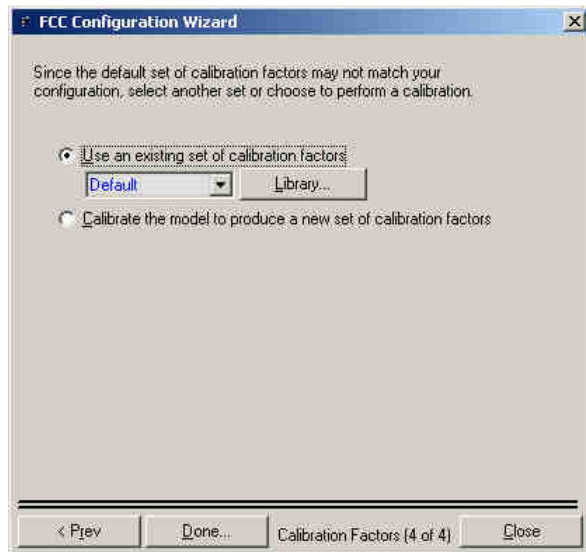 FCC Configuration Wizard
Since the default set of calibration factors may not match your
configuration, select another set or choose to perform a calibration.
Use an existing set of calibration factors
Default
Library...
Calibrate the model to produce a new set of calibration factors
< Prev
Done...
Calibration Factors (4 of 4)
Close